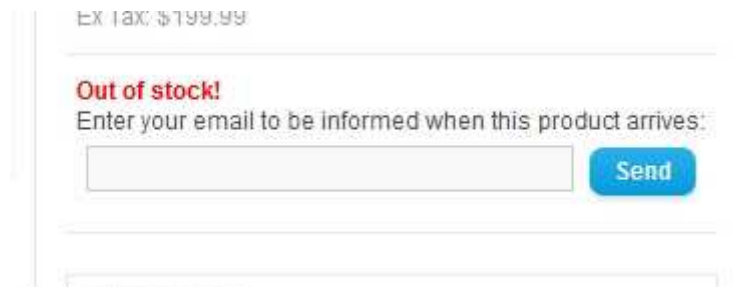 Ex Tax: $199.99
Out of stock!
Enter your email to be informed when this product arrives:
Send